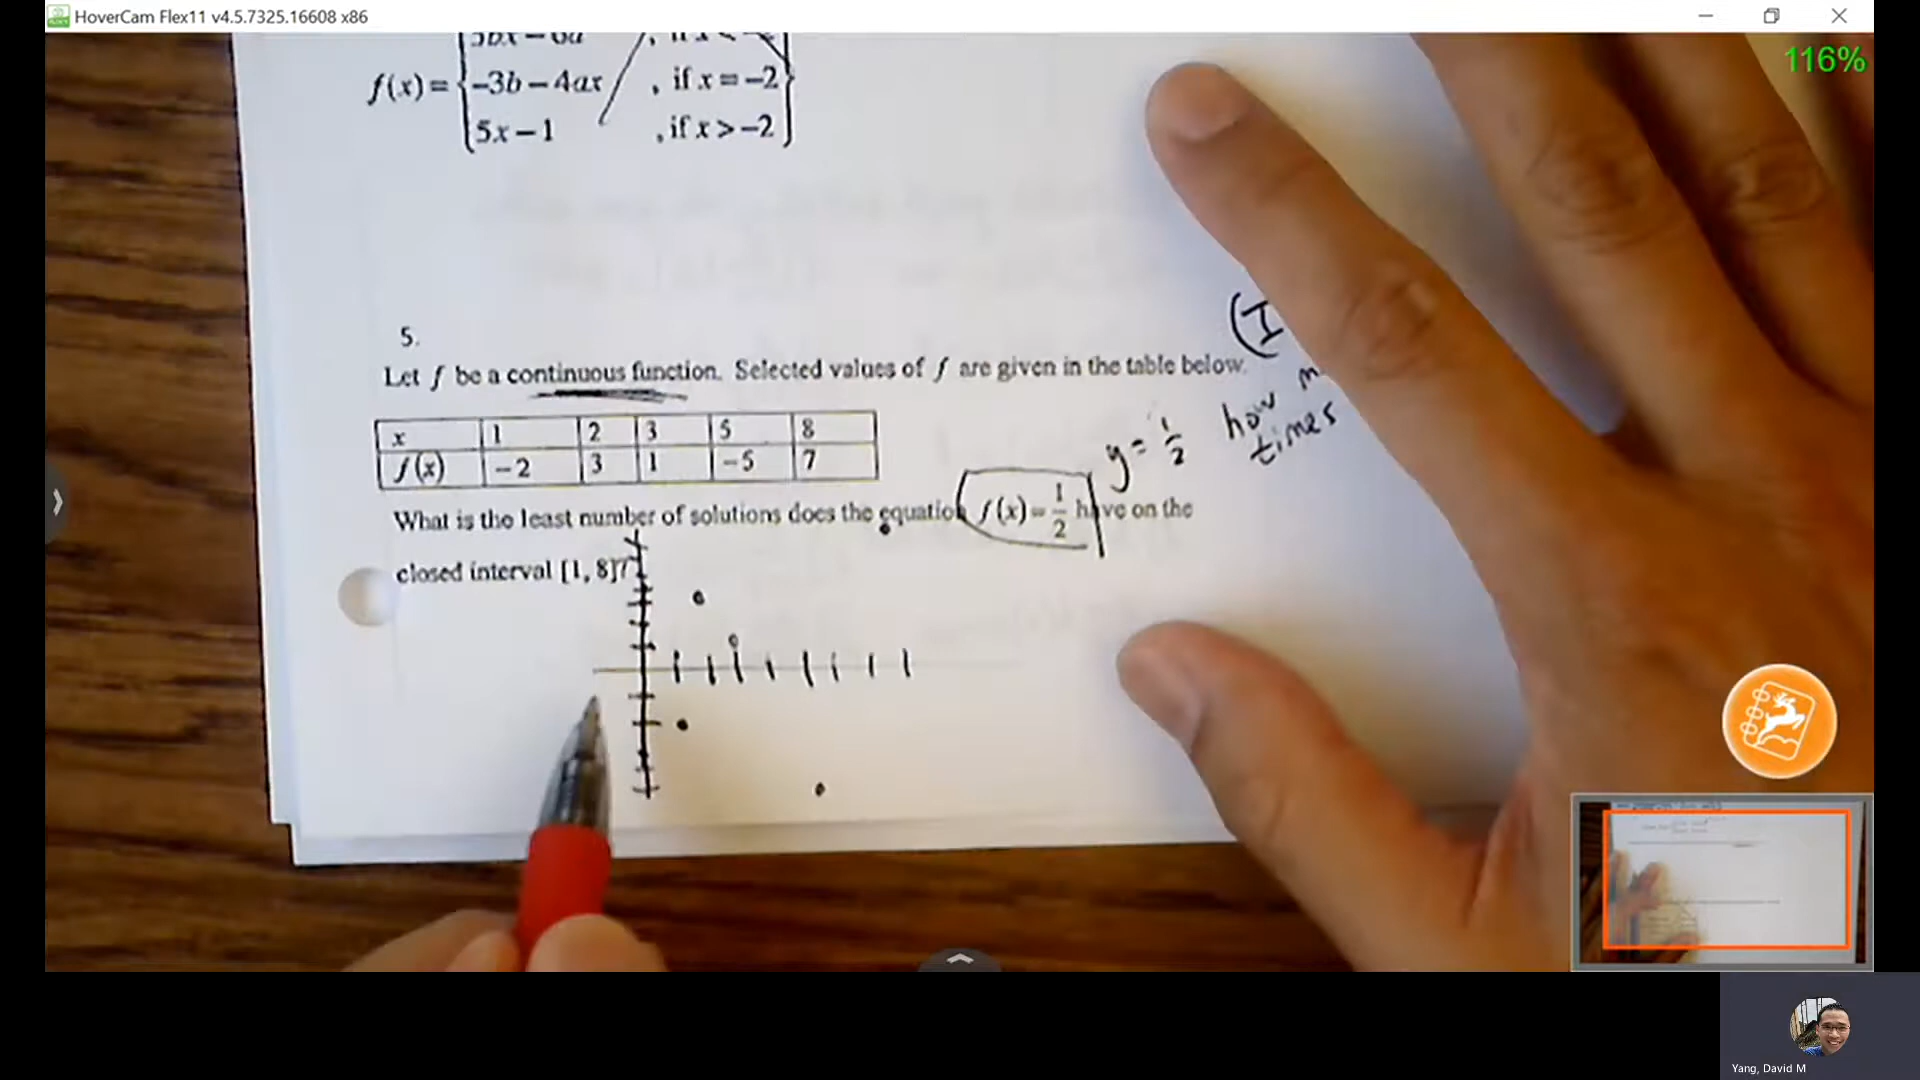 HoverCam Flex11 v4.5.7325.16608 x86
116%
f(x) = { -3b - 4ax , if x = -2
5x - 1 , if x > -2 }
5.
(I
Let f be a continuous function. Selected values of f are given in the table below.
x 1 2 3 5 8
f(x) -2 3 1 -5 7
y = 1/2
how
times
What is the least number of solutions does the equation f(x) = 1/2 have on the
closed interval [1, 8]?
Yang, David M